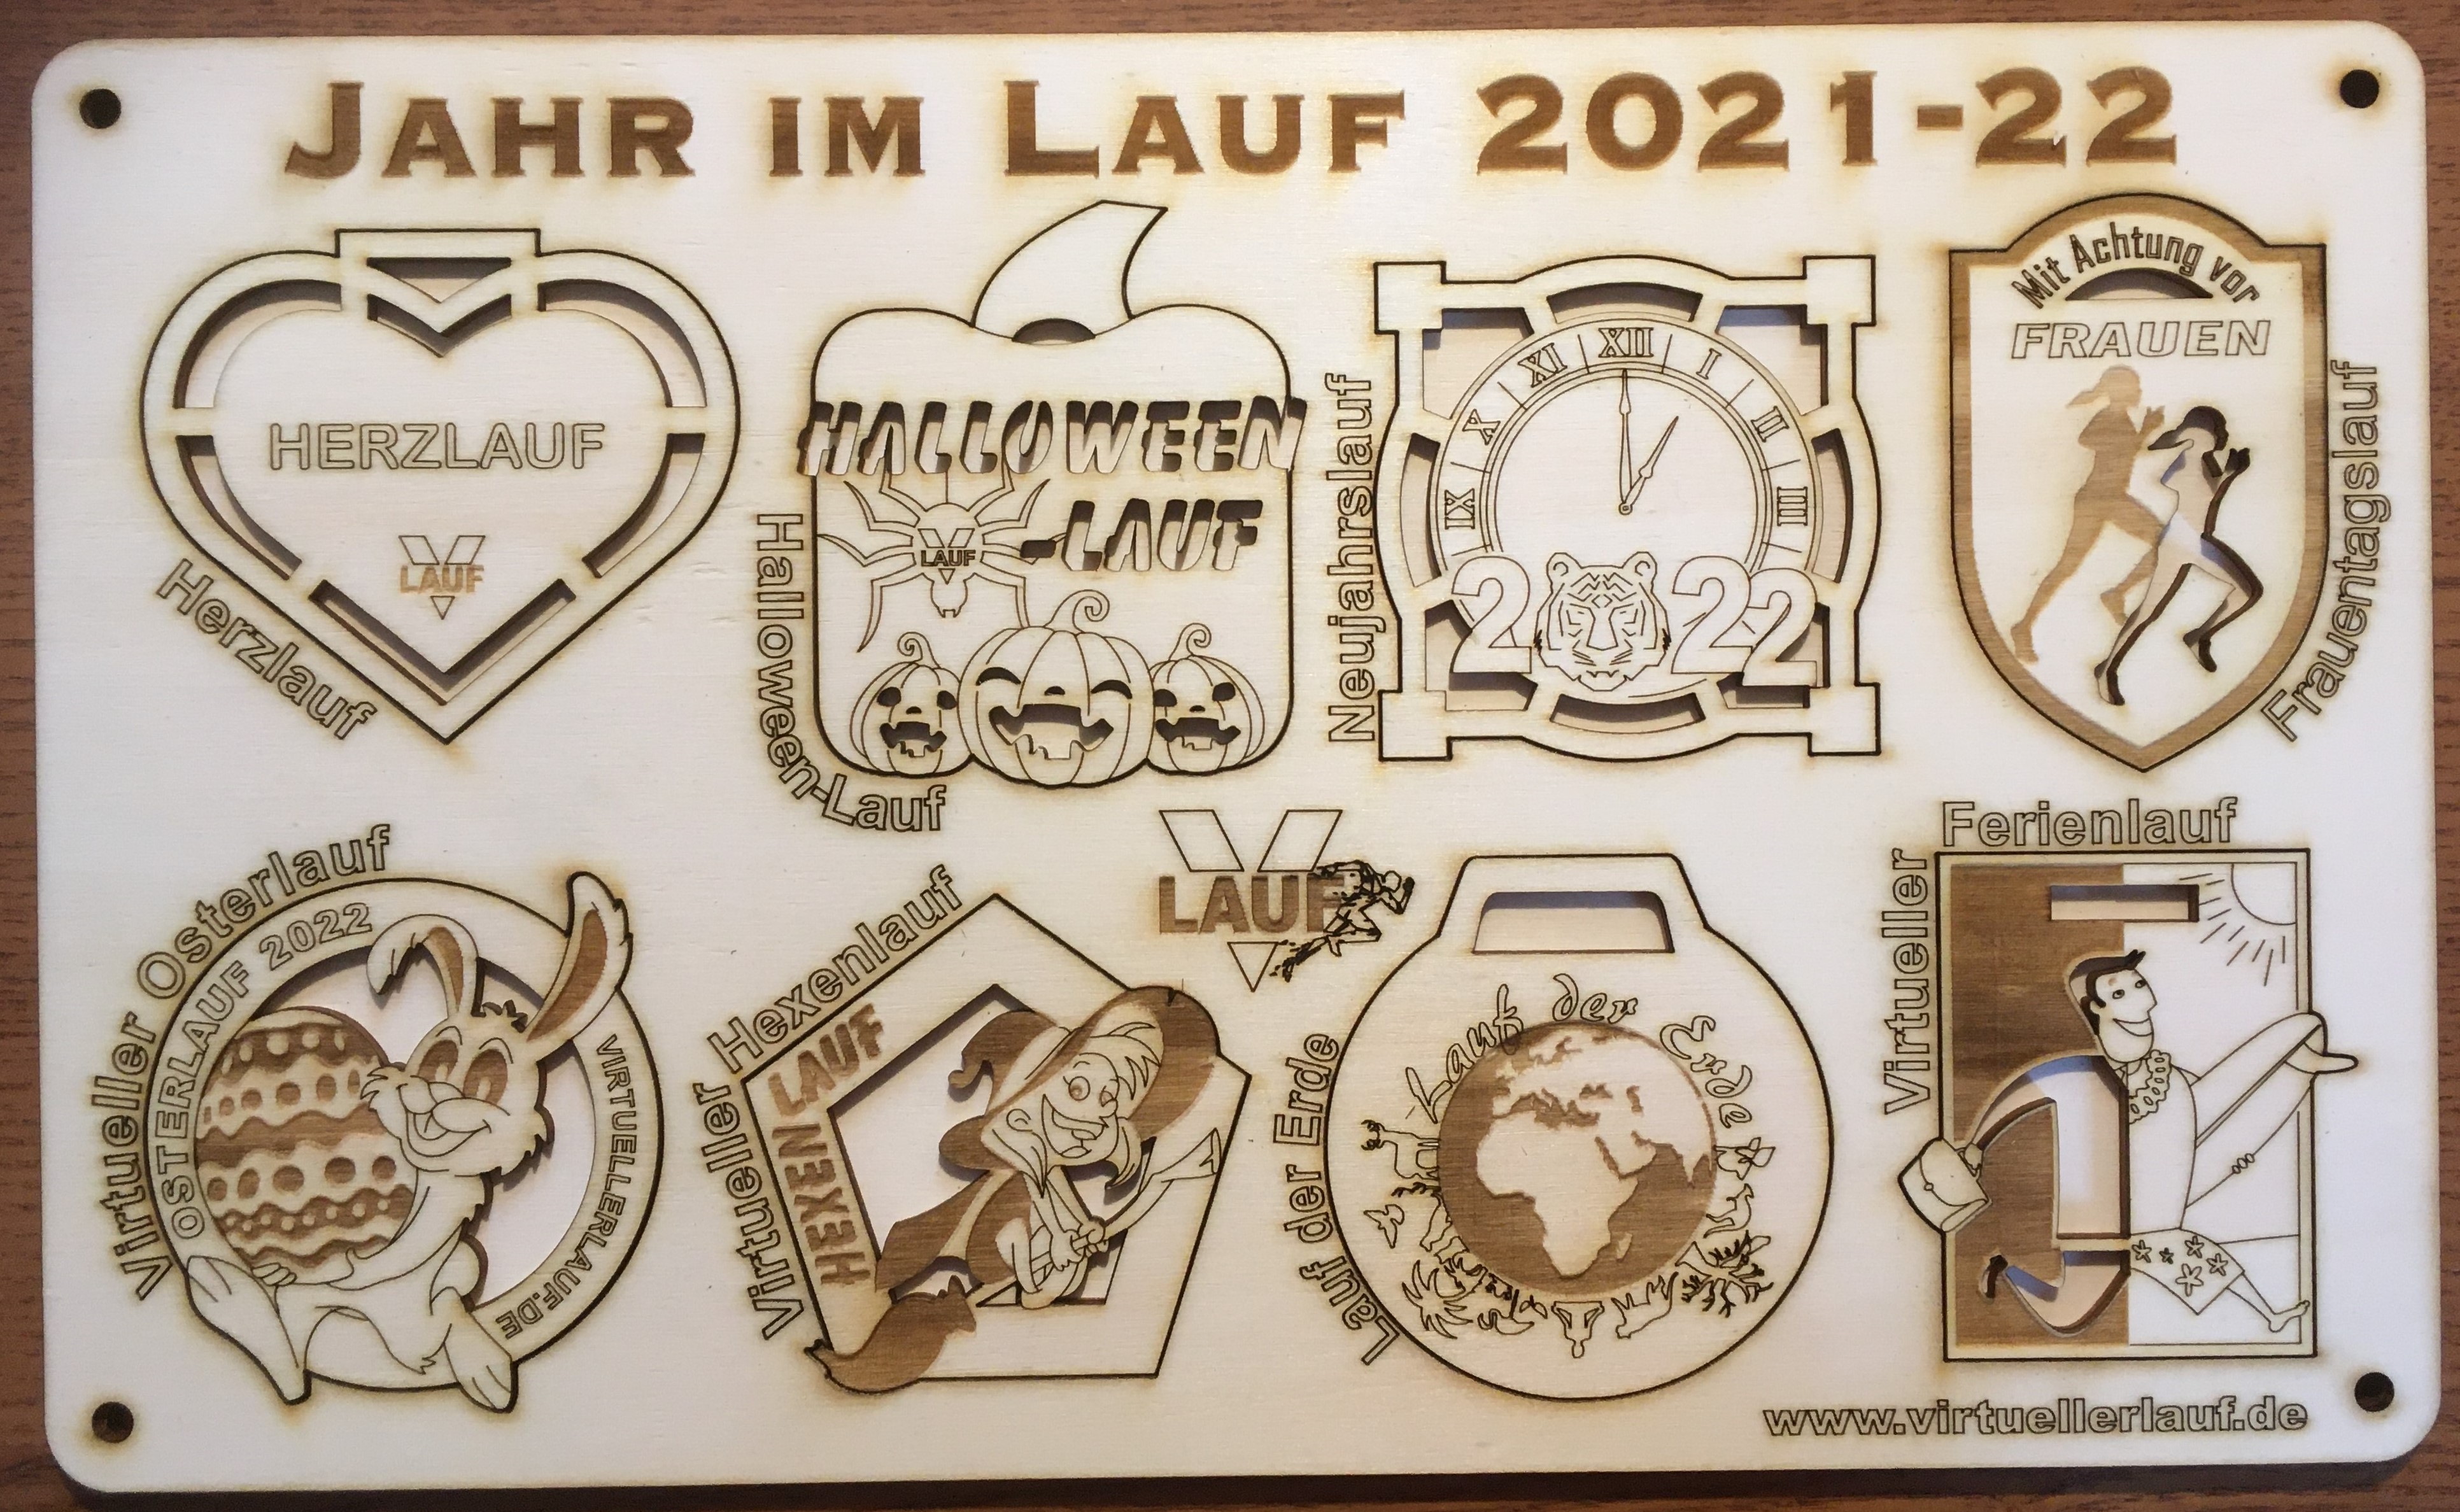 JAHR IM LAUF 2021-22
HERZLAUF
LAUF
Herzlauf
HALLOWEEN
-LAUF
LAUF
Halloween-Lauf
Neujahrslauf
XII
I
II
III
IX
X
XI
2022
Mit Achtung vor
FRAUEN
Frauentagslauf
Virtueller Osterlauf
OSTERLAUF 2022
VIRTUELLERLAUF.DE
Virtueller Hexenlauf
HEXEN LAUF
V
LAUF
Lauf der Erde
Lauf der Erde
Virtueller
Ferienlauf
www.virtuellerlauf.de